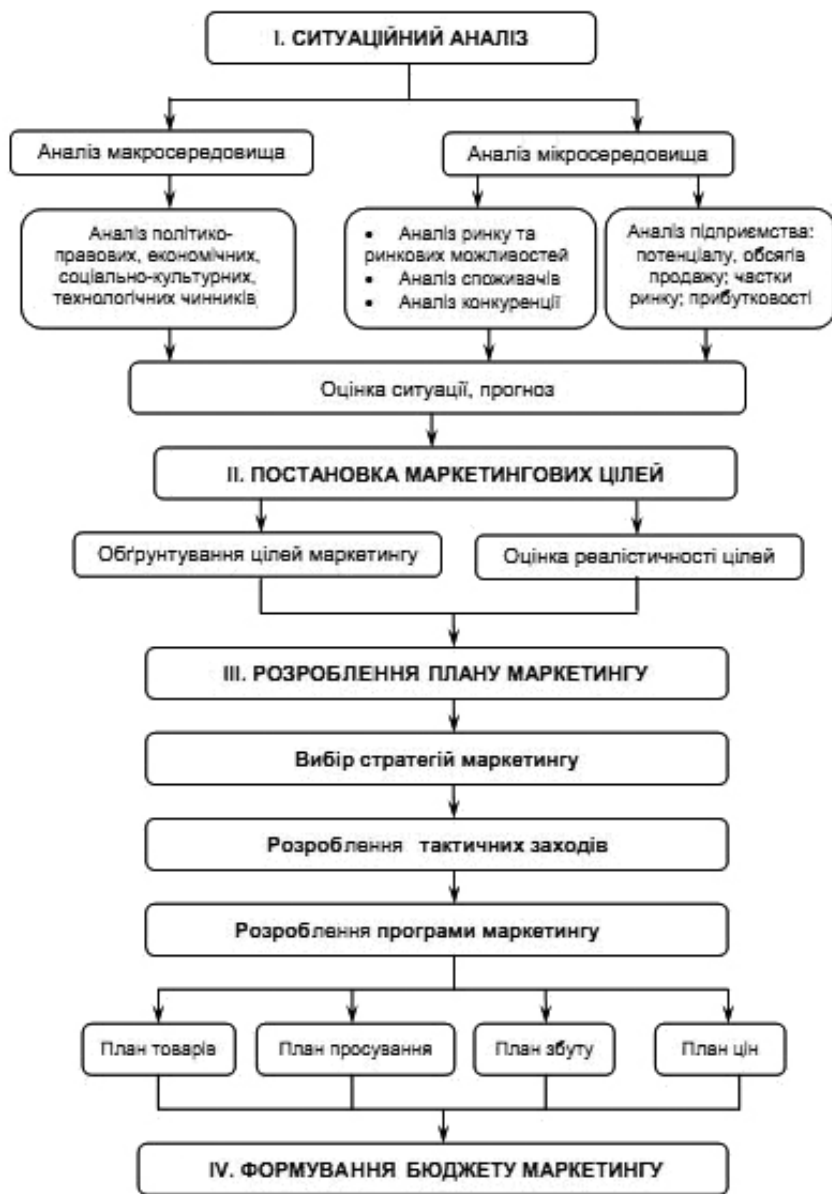 І. СИТУАЦІЙНИЙ АНАЛІЗ
Аналіз макросередовища
Аналіз мікросередовища
Аналіз політико-
правових, економічних,
соціально-культурних,
технологічних чинників
• Аналіз ринку та
ринкових можливостей
• Аналіз споживачів
• Аналіз конкуренції
Аналіз підприємства:
потенціалу, обсягів
продажу; частки
ринку; прибутковості
Оцінка ситуації, прогноз
ІІ. ПОСТАНОВКА МАРКЕТИНГОВИХ ЦІЛЕЙ
Обґрунтування цілей маркетингу
Оцінка реалістичності цілей
ІІІ. РОЗРОБЛЕННЯ ПЛАНУ МАРКЕТИНГУ
Вибір стратегій маркетингу
Розроблення тактичних заходів
Розроблення програми маркетингу
План товарів
План просування
План збуту
План цін
ІV. ФОРМУВАННЯ БЮДЖЕТУ МАРКЕТИНГУ